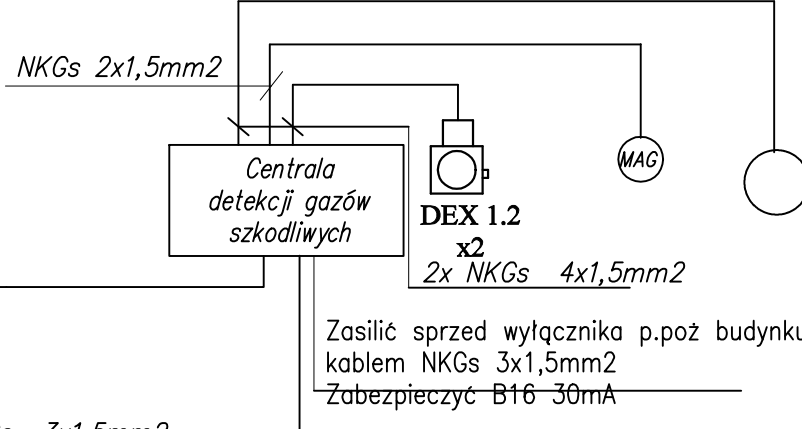 NKGs 2x1,5mm2
MAG
Centrala
detekcji gazów
szkodliwych
DEX 1.2
x2
2x NKGs 4x1,5mm2
Zasilić sprzed wyłącznika p.poż budynku
kablem NKGs 3x1,5mm2
Zabezpieczyć B16 30mA